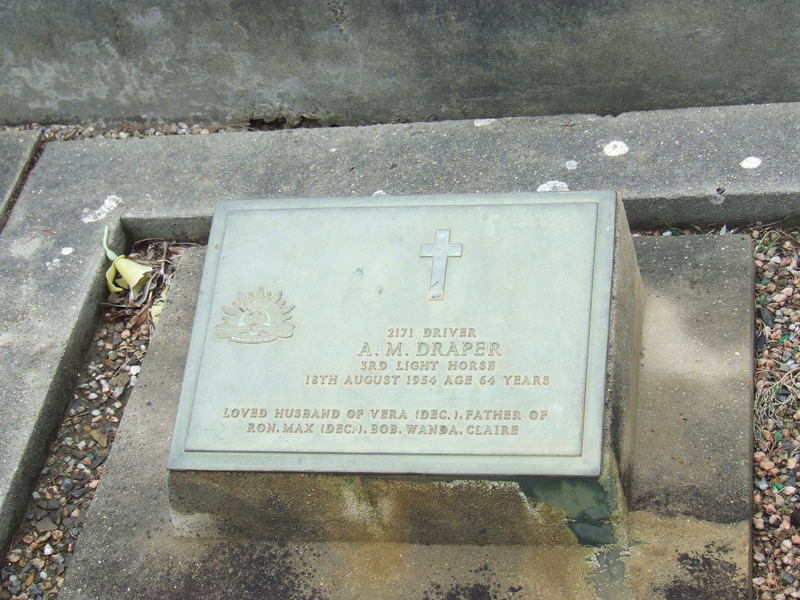 2171 DRIVER
A. M. DRAPER
3RD LIGHT HORSE
18TH AUGUST 1954 AGE 64 YEARS
LOVED HUSBAND OF VERA (DEC.). FATHER OF
RON. MAX (DEC.). BOB. WANDA. CLAIRE